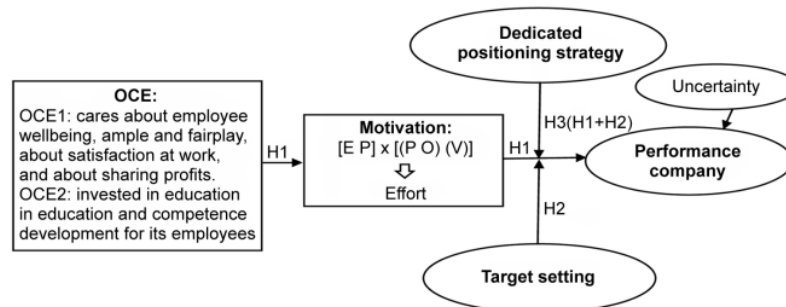 Dedicated
positioning strategy
Uncertainty
OCE:
OCE1: cares about employee
wellbeing, ample and fairplay,
about satisfaction at work,
and about sharing profits.
OCE2: invested in education
in education and competence
development for its employees
H1
Motivation:
[E P] x [(P O) (V)]
Effort
H1
H3(H1+H2)
Performance
company
H2
Target setting